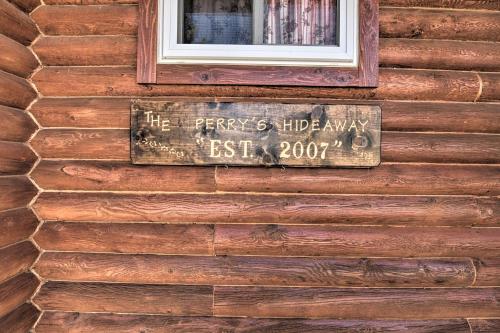 THE PERRY'S HIDEAWAY
"EST. 2007"